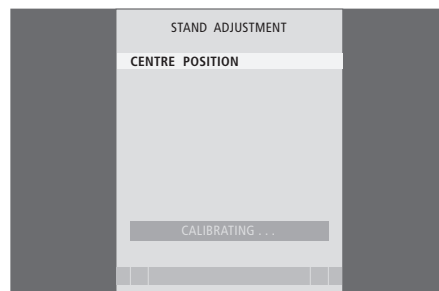 STAND ADJUSTMENT
CENTRE POSITION
CALIBRATING . . .